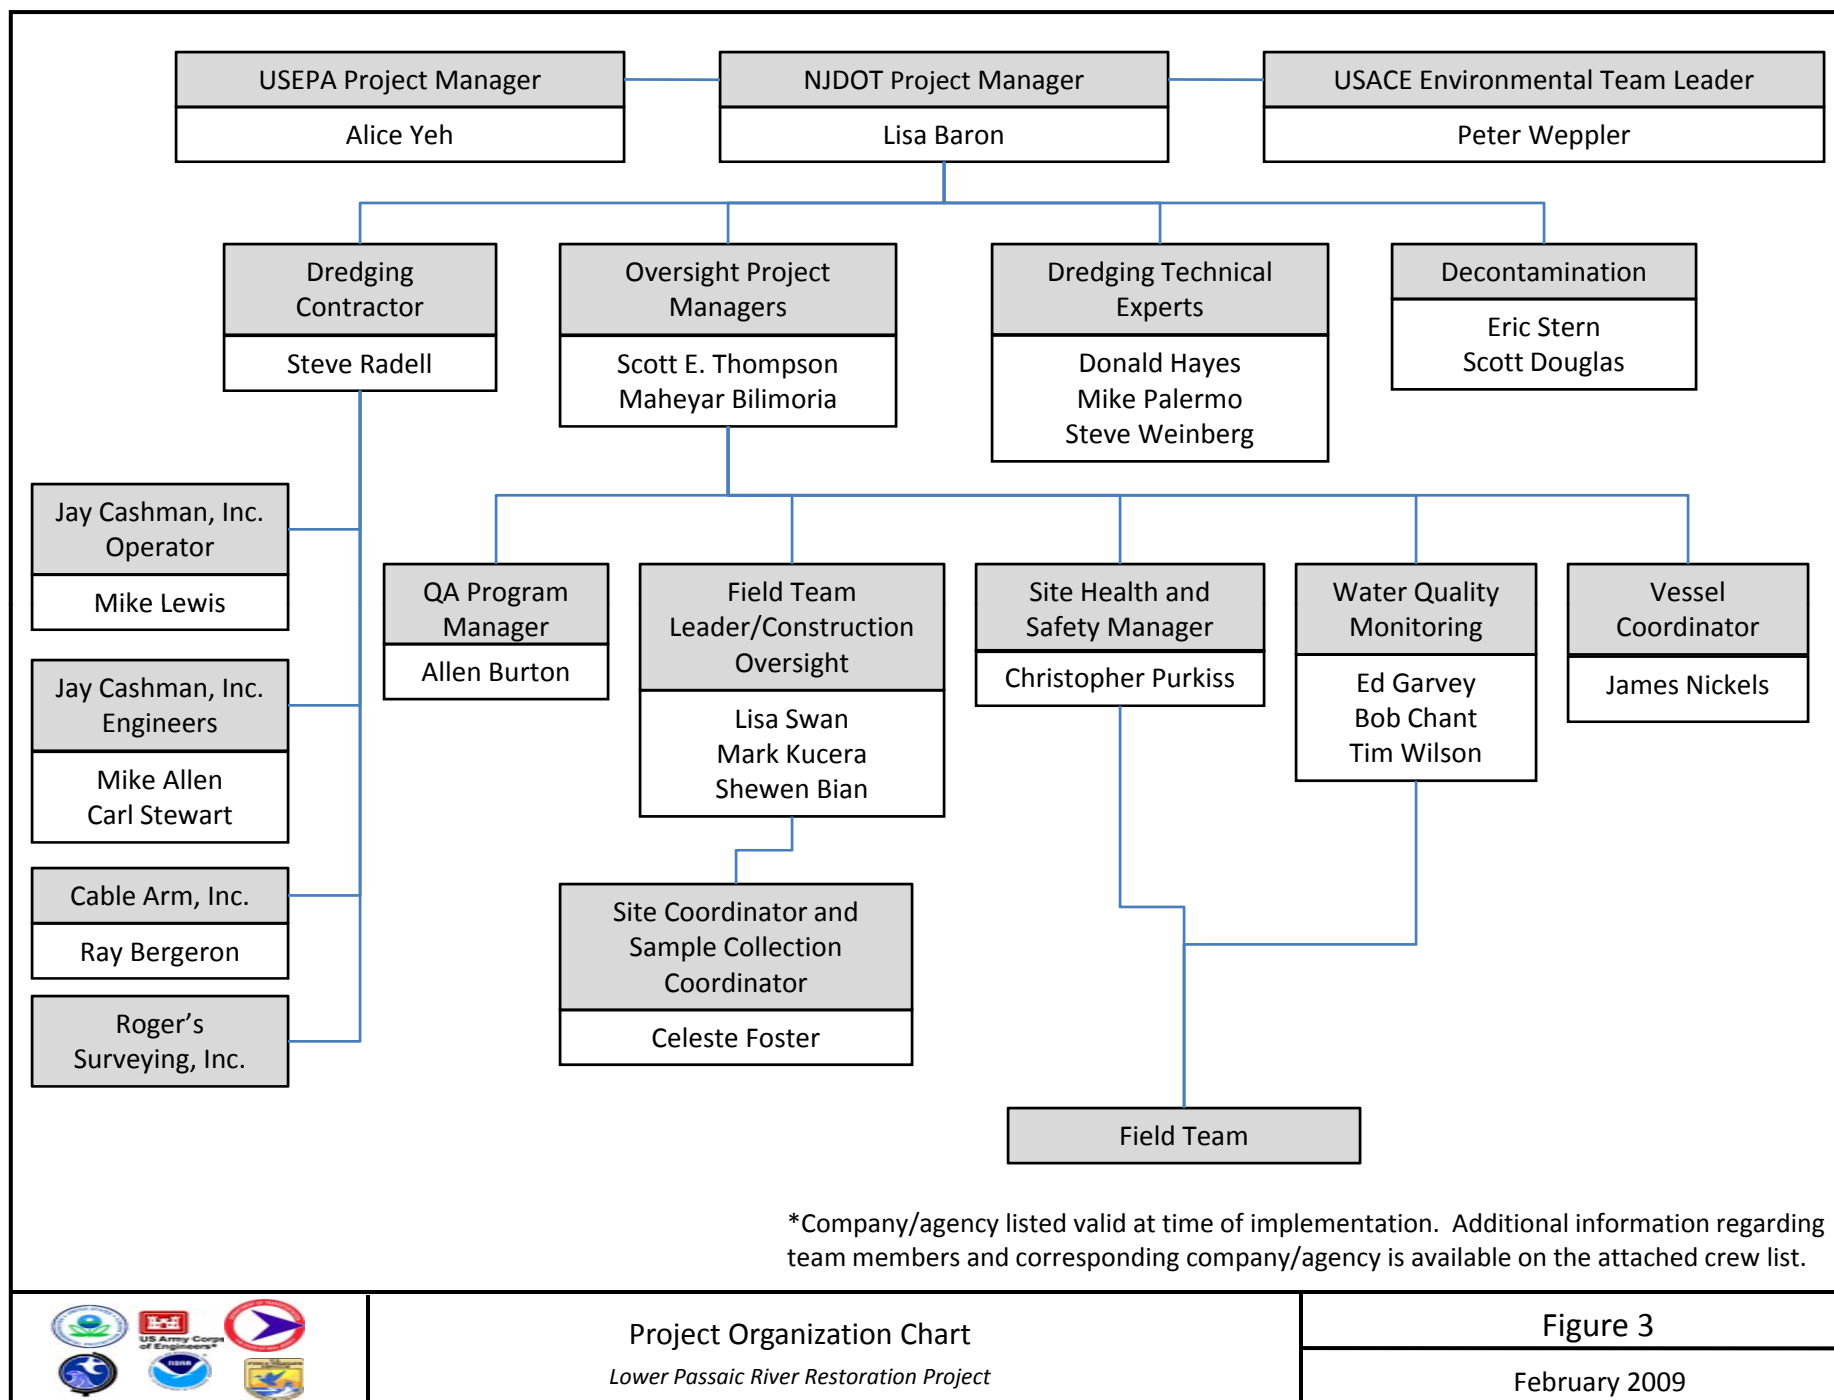 USEPA Project Manager
Alice Yeh
NJDOT Project Manager
Lisa Baron
USACE Environmental Team Leader
Peter Weppler
Dredging
Contractor
Steve Radell
Oversight Project
Managers
Scott E. Thompson
Maheyar Bilimoria
Dredging Technical
Experts
Donald Hayes
Mike Palermo
Steve Weinberg
Decontamination
Eric Stern
Scott Douglas
Jay Cashman, Inc.
Operator
Mike Lewis
Jay Cashman, Inc.
Engineers
Mike Allen
Carl Stewart
Cable Arm, Inc.
Ray Bergeron
Roger’s
Surveying, Inc.
QA Program
Manager
Allen Burton
Field Team
Leader/Construction
Oversight
Lisa Swan
Mark Kucera
Shewen Bian
Site Health and
Safety Manager
Christopher Purkiss
Water Quality
Monitoring
Ed Garvey
Bob Chant
Tim Wilson
Vessel
Coordinator
James Nickels
Site Coordinator and
Sample Collection
Coordinator
Celeste Foster
Field Team
*Company/agency listed valid at time of implementation. Additional information regarding
team members and corresponding company/agency is available on the attached crew list.
US Army Corps
of Engineers®
NOAA
Project Organization Chart
Lower Passaic River Restoration Project
Figure 3
February 2009